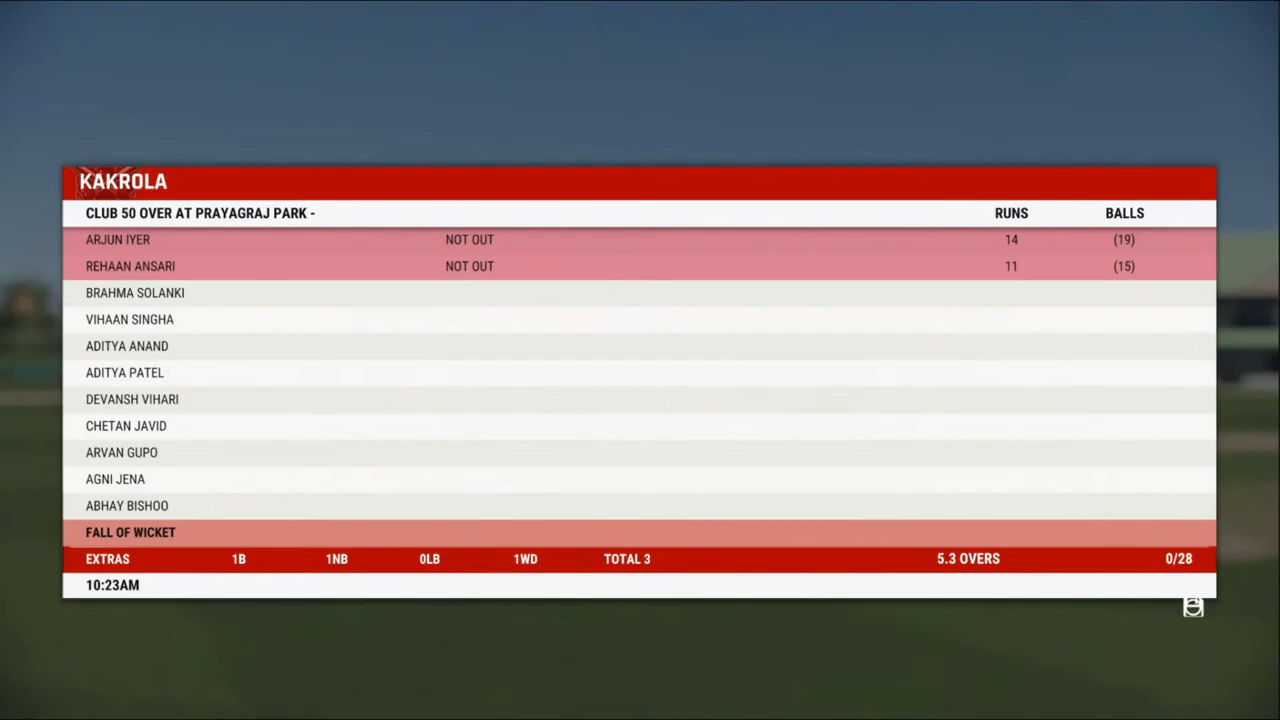 KAKROLA
CLUB 50 OVER AT PRAYAGRAJ PARK - RUNS BALLS
ARJUN IYER NOT OUT 14 (19)
REHAAN ANSARI NOT OUT 11 (15)
BRAHMA SOLANKI
VIHAAN SINGHA
ADITYA ANAND
ADITYA PATEL
DEVANSH VIHARI
CHETAN JAVID
ARVAN GUPO
AGNI JENA
ABHAY BISHOO
FALL OF WICKET
EXTRAS 1B 1NB 0LB 1WD TOTAL 3 5.3 OVERS 0/28
10:23AM